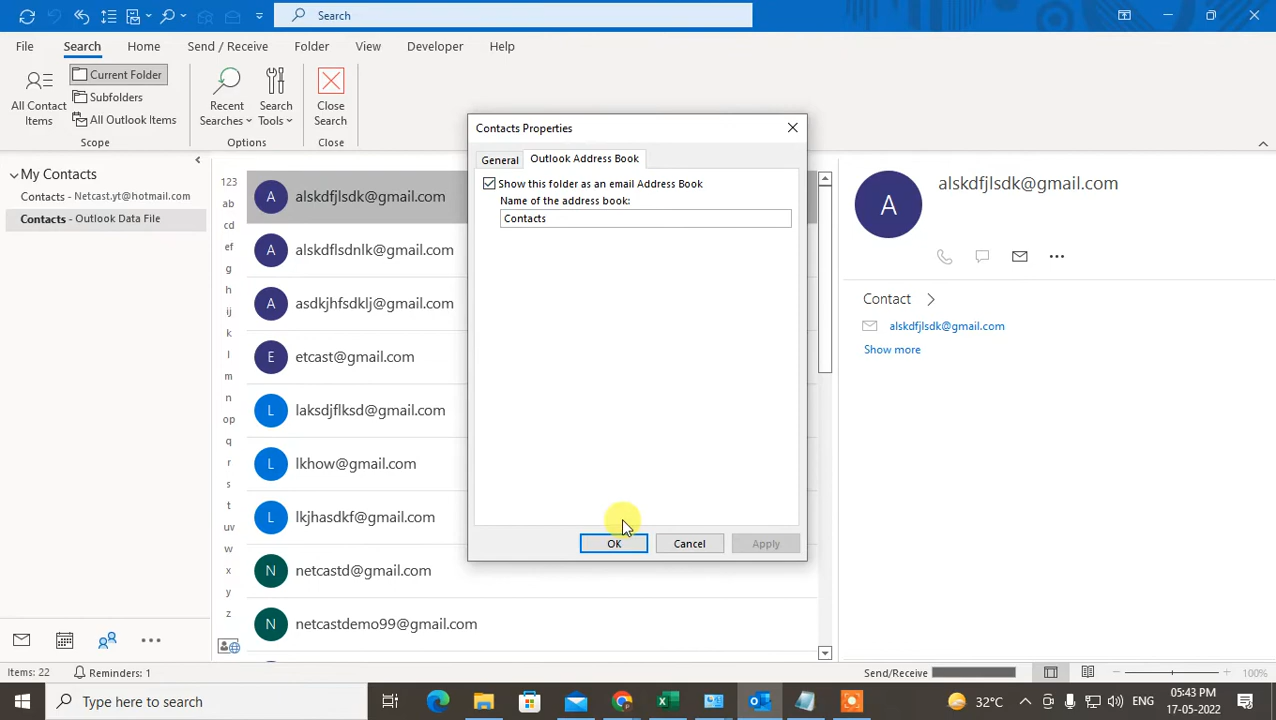 Search
File Search Home Send / Receive Folder View Developer Help
All Contact Items
Current Folder
Subfolders
All Outlook Items
Scope
Recent Searches
Search Tools
Options
Close Search
Close
My Contacts
Contacts - Netcast.yt@hotmail.com
Contacts - Outlook Data File
123
ab
cd
ef
g
h
ij
k
l
m
n
op
q
r
s
t
uv
w
x
y
z
A alskdfjlsdk@gmail.com
A alskdflsdnlk@gmail.com
A asdkjhfsdklj@gmail.com
E etcast@gmail.com
L laksdjflksd@gmail.com
L lkhow@gmail.com
L lkjhasdkf@gmail.com
N netcastd@gmail.com
N netcastdemo99@gmail.com
Contacts Properties
General Outlook Address Book
Show this folder as an email Address Book
Name of the address book:
Contacts
OK Cancel Apply
A alskdfjlsdk@gmail.com
Contact
alskdfjlsdk@gmail.com
Show more
Items: 22 Reminders: 1 Send/Receive 100%
Type here to search
32°C ENG
05:43 PM
17-05-2022